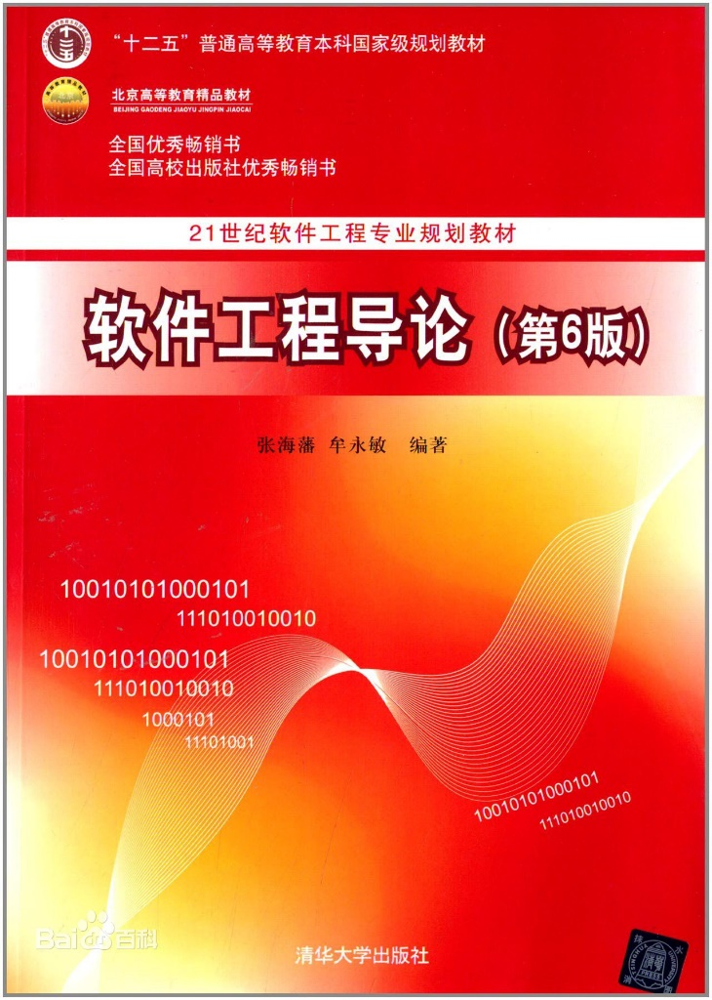 “十二五”普通高等教育本科国家级规划教材
北京高等教育精品教材
BEIJING GAODENG JIAOYU JINGPIN JIAOCAI
全国优秀畅销书
全国高校出版社优秀畅销书
21世纪软件工程专业规划教材
软件工程导论（第6版）
张海藩 牟永敏 编著
10010101000101
111010010010
10010101000101
111010010010
1000101
11101001
10010101000101
111010010010
Bai百科
清华大学出版社